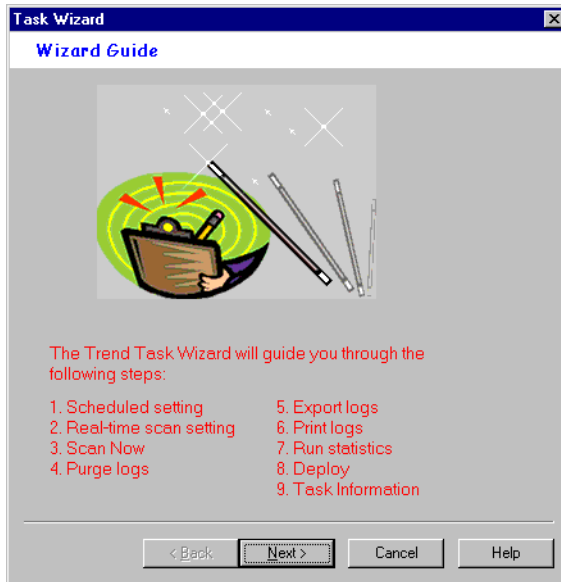 Task Wizard
Wizard Guide
The Trend Task Wizard will guide you through the
following steps:
1. Scheduled setting
2. Real-time scan setting
3. Scan Now
4. Purge logs
5. Export logs
6. Print logs
7. Run statistics
8. Deploy
9. Task Information
< Back
Next >
Cancel
Help